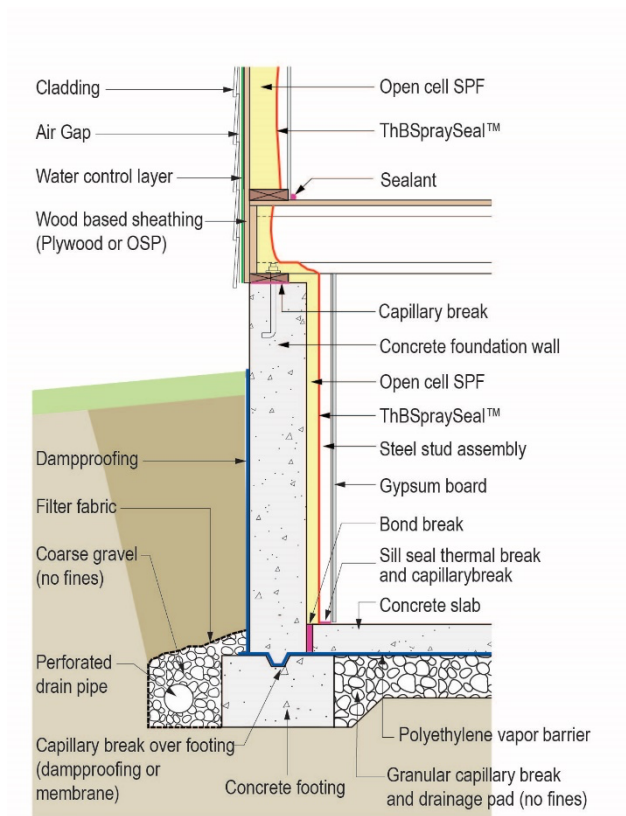 Cladding
Air Gap
Water control layer
Wood based sheathing
(Plywood or OSP)
Dampproofing
Filter fabric
Coarse gravel
(no fines)
Perforated
drain pipe
Capillary break over footing
(dampproofing or
membrane)
Concrete footing
Open cell SPF
ThBSpraySeal™
Sealant
Capillary break
Concrete foundation wall
Open cell SPF
ThBSpraySeal™
Steel stud assembly
Gypsum board
Bond break
Sill seal thermal break
and capillarybreak
Concrete slab
Polyethylene vapor barrier
Granular capillary break
and drainage pad (no fines)